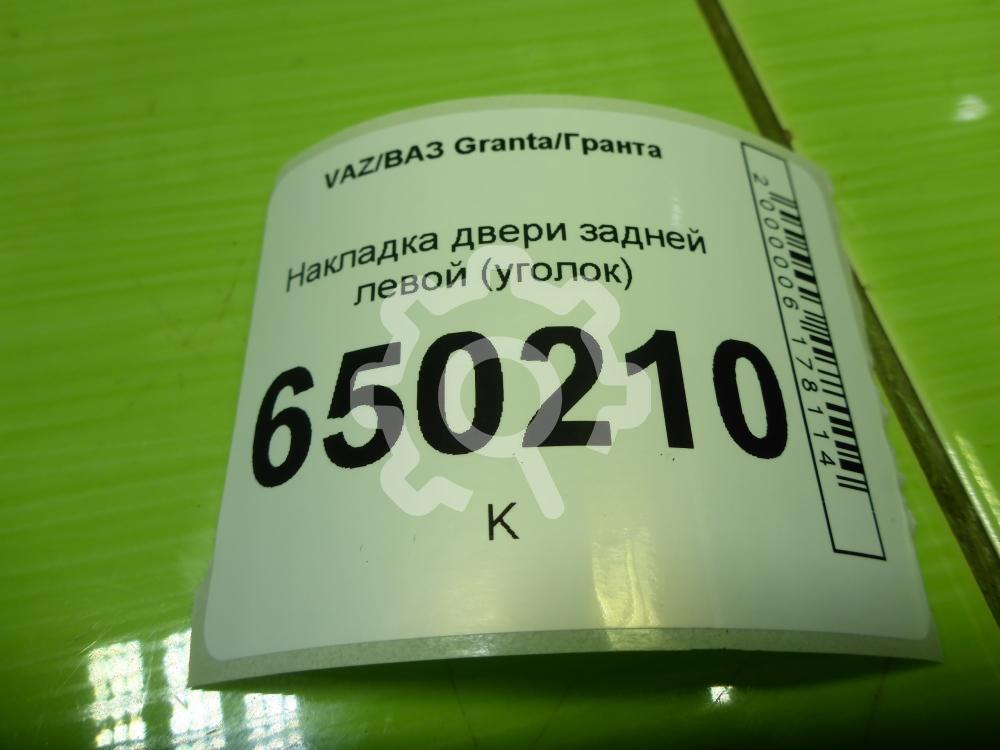 VAZ/ВАЗ Granta/Гранта
Накладка двери задней
левой (уголок)
650210
К
2000006178114